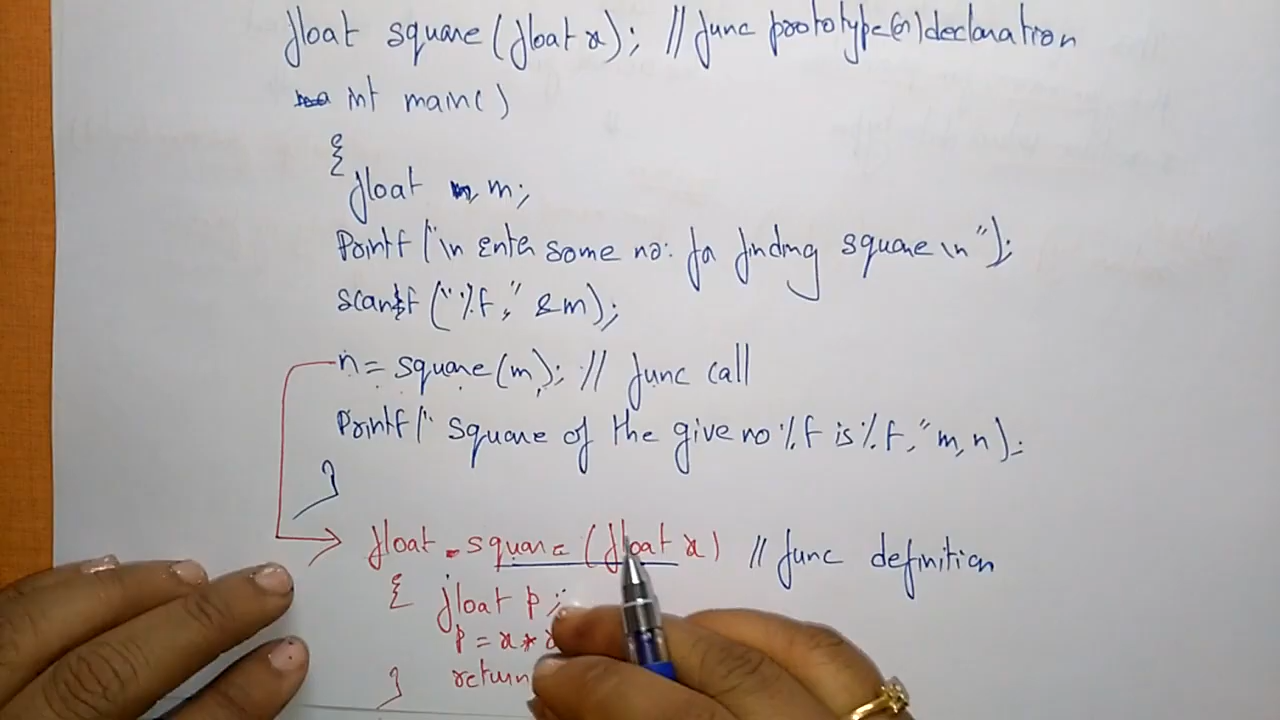 float square (float x); // func prototype (or) declaration
int main()
{
float m;
Printf ("\n enter some no: for finding square \n");
scanf ("%f," &m);
n = square (m); // func call
Printf (" square of the give no %f is %f," m, n);
}
float square (float x) // func definition
{ float p;
p = x *
return
}